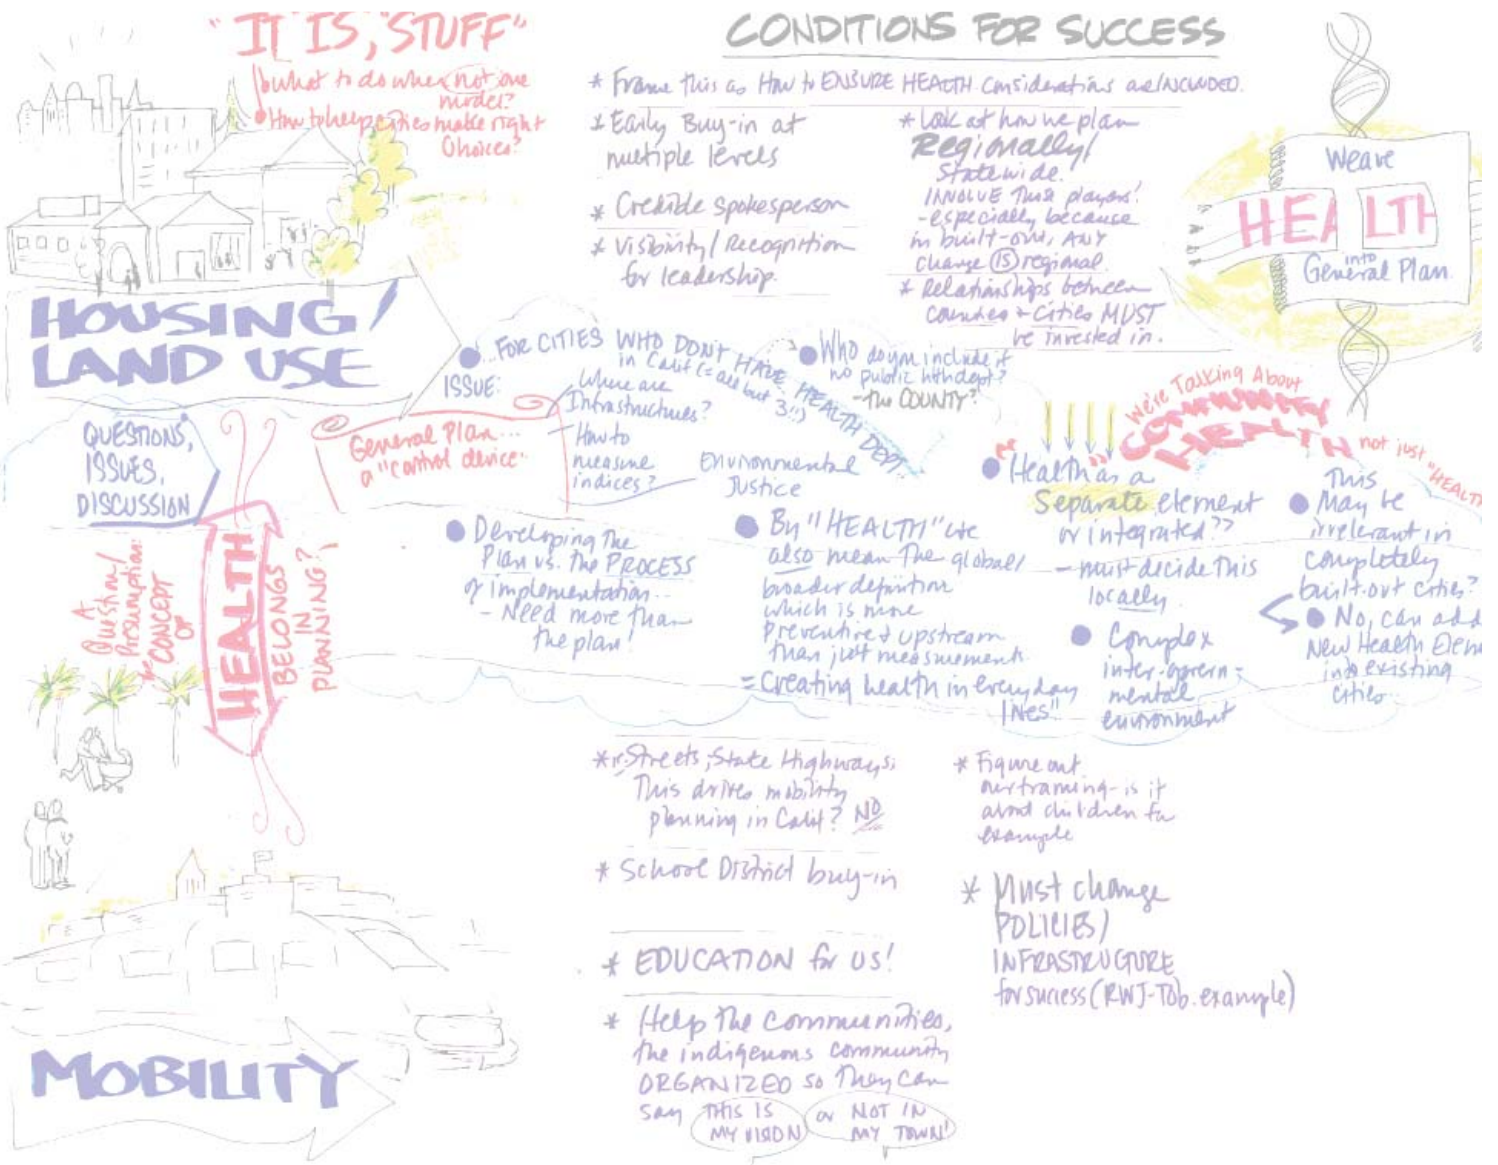 "IT IS, "STUFF"
What to do when not one
model?
How to help cities make right
Choices?
CONDITIONS FOR SUCCESS
* Frame this as How to ENSURE HEALTH Considerations are INCLUDED.
* Early Buy-in at
multiple levels
* Credible spokesperson
* Visibility/Recognition
for leadership.
* Look at how we plan
Regionally/
Statewide.
INVOLVE These players!
- especially because
in built-out, ANY
change IS regional.
* Relationships between
Counties + Cities MUST
be invested in.
Weave
HEALTH
into
General Plan.
HOUSING/
LAND USE
...FOR CITIES WHO DON'T HAVE HEALTH DEPT
in Calif (= all but 3!!)
ISSUE:
Where are
Infrastructures?
How to
measure
indices?
Environmental
Justice
Who do you include if
no public hlth dept?
- The COUNTY?
General Plan...
a "control device"
QUESTIONS,
ISSUES,
DISCUSSION
We're Talking About
COMMUNITY
HEALTH
not just "HEALTH
"Health" as a
Separate element
or integrated??
- must decide this
locally.
This
May be
irrelevant in
completely
built-out cities?
No, can add
New Health Elem
into existing
cities.
Complex
inter-govern-
mental
environment
A
Question/
Presumption:
the CONCEPT
OF
HEALTH
BELONGS
IN
PLANNING?
Developing the
Plan vs. the PROCESS
of implementation...
- Need more than
the plan!
By "HEALTH" we
also mean the global/
broader definition
which is more
Preventive & upstream
than just measurements.
= "Creating health in everyday
lives"
* Streets, State Highways;
This drives mobility
planning in Calif? NO
* School District buy-in
* EDUCATION for US!
* Help the communities,
the indigenous community
ORGANIZED so They can
say THIS IS
MY VISION
or NOT IN
MY TOWN!
* Figure out
our framing - is it
about children for
example
* Must change
POLICIES/
INFRASTRUCTURE
for success (RWJ-Tob. example)
MOBILITY